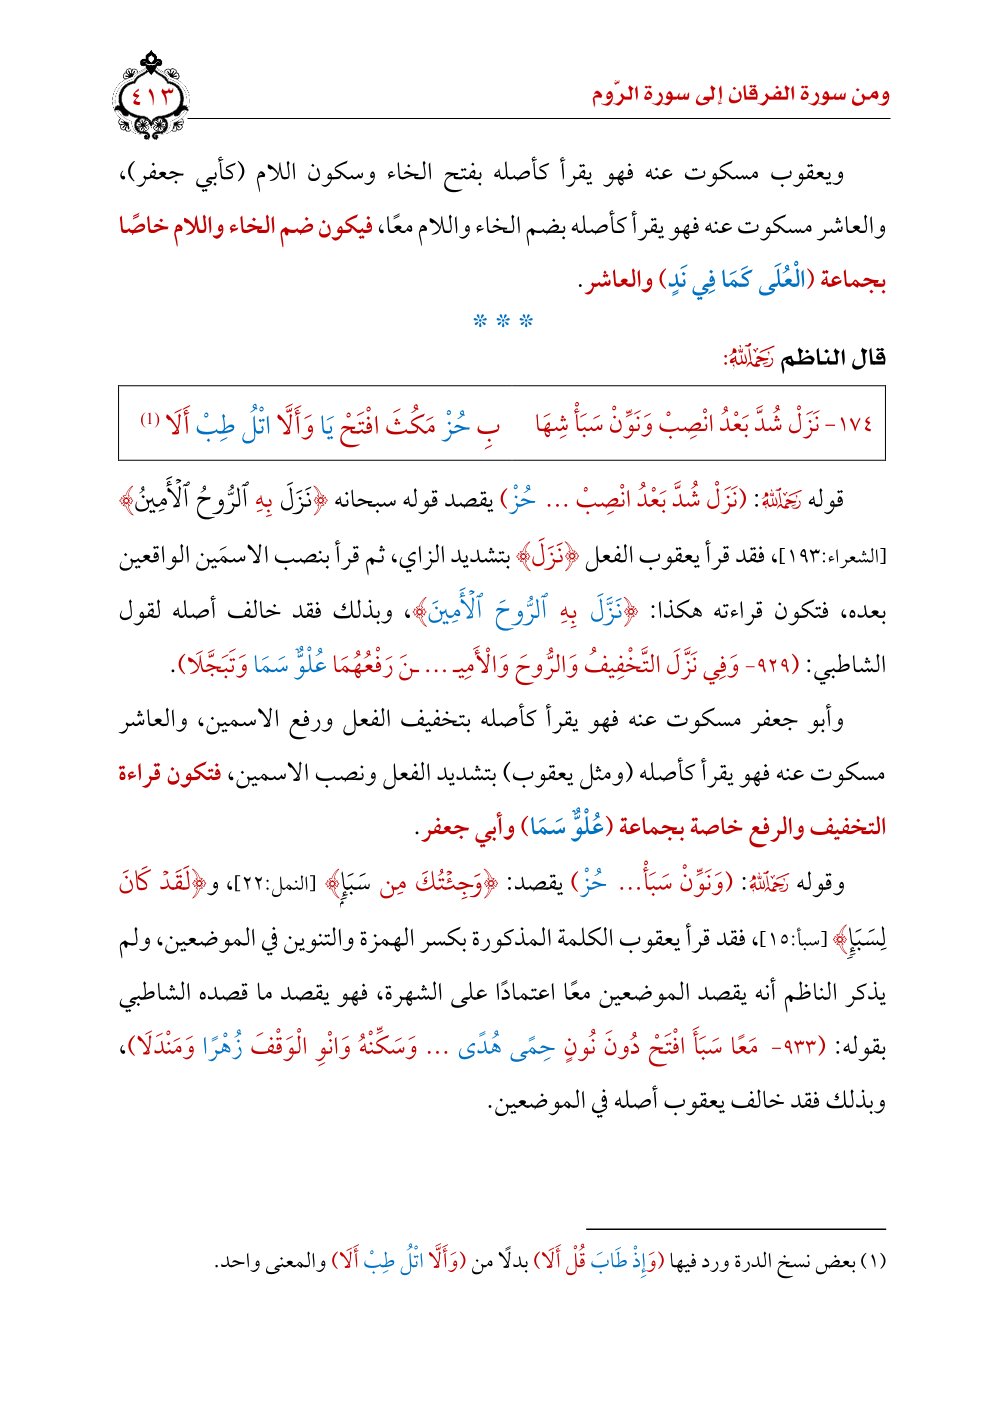 ومن سورة الفرقان إلى سورة الرّوم
٤١٣
ويعقوب مسكوت عنه فهو يقرأ كأصله بفتح الخاء وسكون اللام (كأبي جعفر)،
والعاشر مسكوت عنه فهو يقرأ كأصله بضم الخاء واللام معًا، فيكون ضم الخاء واللام خاصًا
بجماعة (الْعُلَى كَمَا فِي نَدٍ) والعاشر.
***
قال الناظم رَحِمَهُ اللَّهُ:
١٧٤- نَزَلْ شُدَّ بَعْدُ انْصِبْ وَنَوِّنْ سَبَأْ شِهَا بِ حُزْ مَكُثَ افْتَحْ يَا وَأَلَّا اتْلُ طِبْ أَلَا (1)
قوله رَحِمَهُ اللَّهُ: (نَزَلْ شُدَّ بَعْدُ انْصِبْ ... حُزْ) يقصد قوله سبحانه ﴿نَزَلَ بِهِ ٱلرُّوحُ ٱلْأَمِينُ﴾
[الشعراء:١٩٣]، فقد قرأ يعقوب الفعل ﴿نَزَلَ﴾ بتشديد الزاي، ثم قرأ بنصب الاسمَين الواقعين
بعده، فتكون قراءته هكذا: ﴿نَزَّلَ بِهِ ٱلرُّوحَ ٱلْأَمِينَ﴾، وبذلك فقد خالف أصله لقول
الشاطبي: (٩٢٩- وَفِي نَزَّلَ التَّخْفِيفُ وَالرُّوحَ وَالْأَمِيـ ... ـنَ رَفْعُهُمَا عُلْوٌّ سَمَا وَتَبَجَّلَا).
وأبو جعفر مسكوت عنه فهو يقرأ كأصله بتخفيف الفعل ورفع الاسمين، والعاشر
مسكوت عنه فهو يقرأ كأصله (ومثل يعقوب) بتشديد الفعل ونصب الاسمين، فتكون قراءة
التخفيف والرفع خاصة بجماعة (عُلْوٌّ سَمَا) وأبي جعفر.
وقوله رَحِمَهُ اللَّهُ: (وَنَوِّنْ سَبَأْ... حُزْ) يقصد: ﴿وَجِئْتُكَ مِن سَبَإٍ﴾ [النمل:٢٢]، و﴿لَقَدْ كَانَ
لِسَبَإٍ﴾ [سبأ:١٥]، فقد قرأ يعقوب الكلمة المذكورة بكسر الهمزة والتنوين في الموضعين، ولم
يذكر الناظم أنه يقصد الموضعين معًا اعتمادًا على الشهرة، فهو يقصد ما قصده الشاطبي
بقوله: (٩٣٣- مَعًا سَبَأَ افْتَحْ دُونَ نُونٍ حِمًى هُدًى ... وَسَكِّنْهُ وَانْوِ الْوَقْفَ زُهْرًا وَمَنْدَلَا)،
وبذلك فقد خالف يعقوب أصله في الموضعين.
(١) بعض نسخ الدرة ورد فيها (وَإِذْ طَابَ قُلْ أَلَا) بدلًا من (وَأَلَّا اتْلُ طِبْ أَلَا) والمعنى واحد.